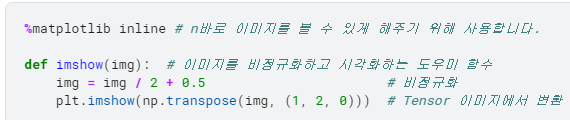 %matplotlib inline # n바로 이미지를 볼 수 있게 해주기 위해 사용합니다.
def imshow(img):  # 이미지를 비정규화하고 시각화하는 도우미 함수
    img = img / 2 + 0.5                       # 비정규화
    plt.imshow(np.transpose(img, (1, 2, 0)))  # Tensor 이미지에서 변환